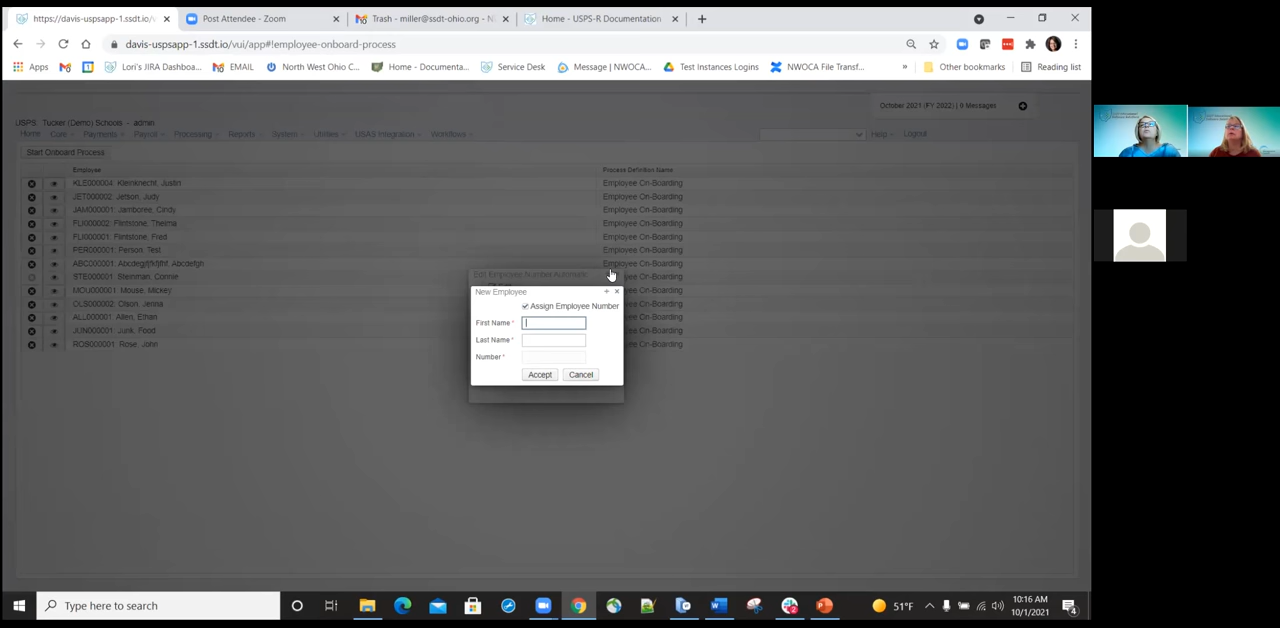 https://davis-uspsapp-1.ssdt.io/v
Post Attendee - Zoom
Trash - miller@ssdt-ohio.org - N
Home - USPS-R Documentation
davis-uspsapp-1.ssdt.io/vui/app#!employee-onboard-process
Apps
Lori's JIRA Dashboa...
EMAIL
North West Ohio C...
Home - Documenta...
Service Desk
Message | NWOCA...
Test Instances Logins
NWOCA File Transf...
»
Other bookmarks
Reading list
October 2021 (FY 2022) | 9 Messages
USPS Tucker (Demo) Schools - admin
Home Core Payments Payroll Processing Reports System Utilities USAS Integration Workflows Help Logout
Start Onboard Process
Employee Process Definition Name
KLE000004: Kleinknecht, Justin Employee On-Boarding
JET000002: Jetson, Judy Employee On-Boarding
JAM000001: Jamboree, Cindy Employee On-Boarding
FLI000002: Flintstone, Thelma Employee On-Boarding
FLI000001: Flintstone, Fred Employee On-Boarding
PER000001: Person, Test Employee On-Boarding
Employee On-Boarding
STE000001: Steinman, Connie Employee On-Boarding
MOU000001: Mouse, Mickey Employee On-Boarding
OLS000002: Olson, Jenna Employee On-Boarding
ALL000001: Allen, Ethan Employee On-Boarding
JUN000001: Junk, Food Employee On-Boarding
ROS000001: Rose, John Employee On-Boarding
Edit Employee Number Automatic
New Employee
Assign Employee Number
First Name *
Last Name *
Number *
Accept Cancel
Type here to search
51°F
10:16 AM
10/1/2021
4